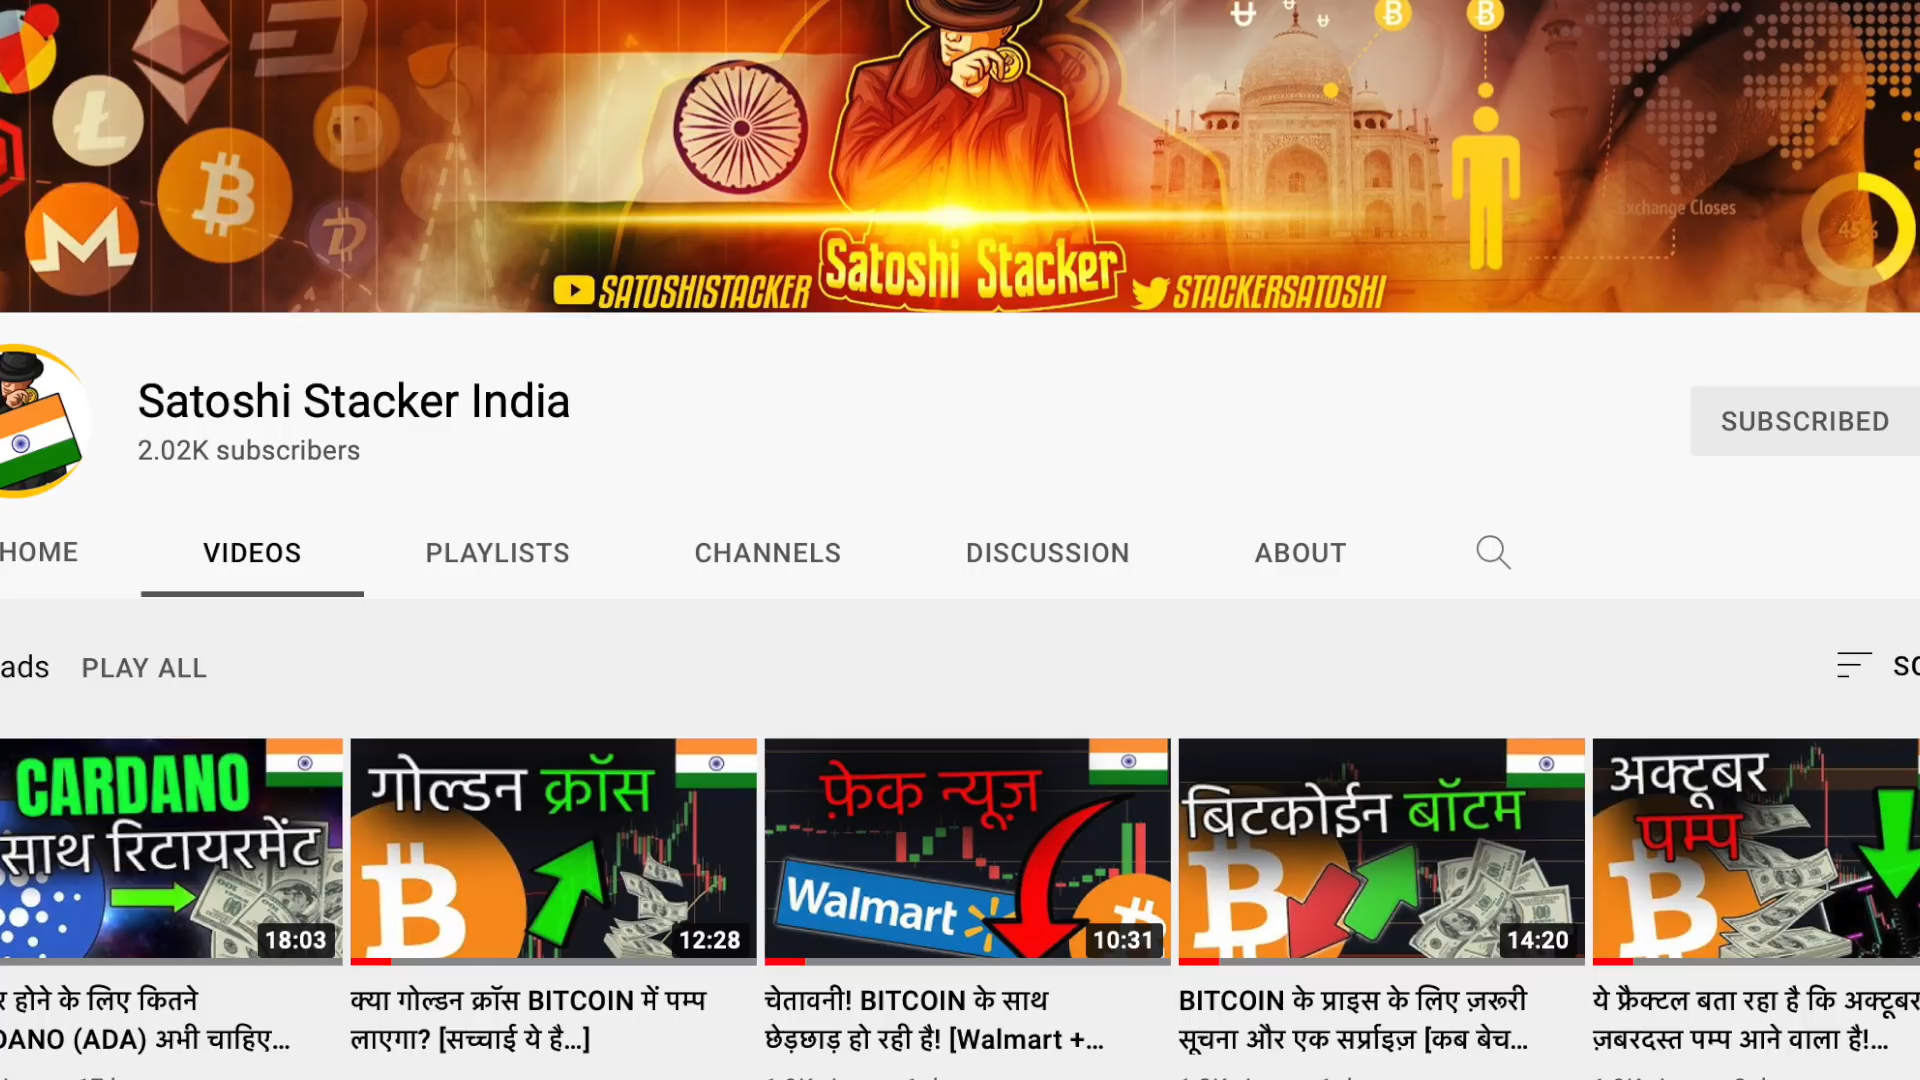 Exchange Closes
45%
SATOSHISTACKER
Satoshi Stacker
STACKERSATOSHI
Satoshi Stacker India
2.02K subscribers
SUBSCRIBED
HOME
VIDEOS
PLAYLISTS
CHANNELS
DISCUSSION
ABOUT
ads
PLAY ALL
SO
CARDANO
साथ रिटायरमेंट
18:03
गोल्डन क्रॉस
12:28
फ़ेक न्यूज़
Walmart
10:31
बिटकोईन बॉटम
14:20
अक्टूबर
पम्प
र होने के लिए कितने
DANO (ADA) अभी चाहिए...
क्या गोल्डन क्रॉस BITCOIN में पम्प
लाएगा? [सच्चाई ये है...]
चेतावनी! BITCOIN के साथ
छेड़छाड़ हो रही है! [Walmart +...
BITCOIN के प्राइस के लिए ज़रूरी
सूचना और एक सर्प्राइज़ [कब बेच...
ये फ्रैक्टल बता रहा है कि अक्टूबर
ज़बरदस्त पम्प आने वाला है!...